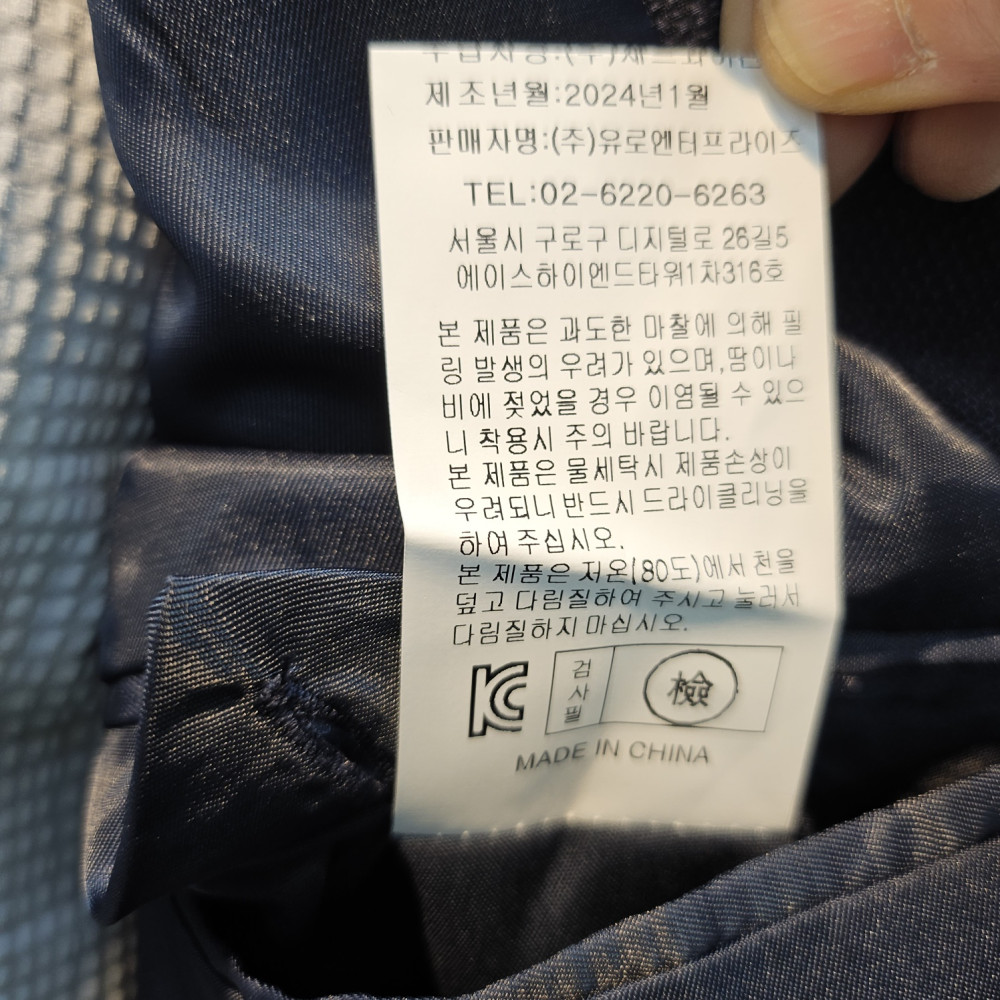 제조년월:2024년1월
판매자명:(주)유로엔터프라이즈
TEL:02-6220-6263
서울시 구로구 디지털로 26길5
에이스하이엔드타워1차316호
본 제품은 과도한 마찰에 의해 필
링 발생의 우려가 있으며,땀이나
비에 젖었을 경우 이염될 수 있으
니 착용시 주의 바랍니다.
본 제품은 물세탁시 제품손상이
우려되니 반드시 드라이클리닝을
하여 주십시오.
본 제품은 저온(80도)에서 천을
덮고 다림질하여 주시고 눌러서
다림질하지 마십시오.
KC
검사필
檢
MADE IN CHINA